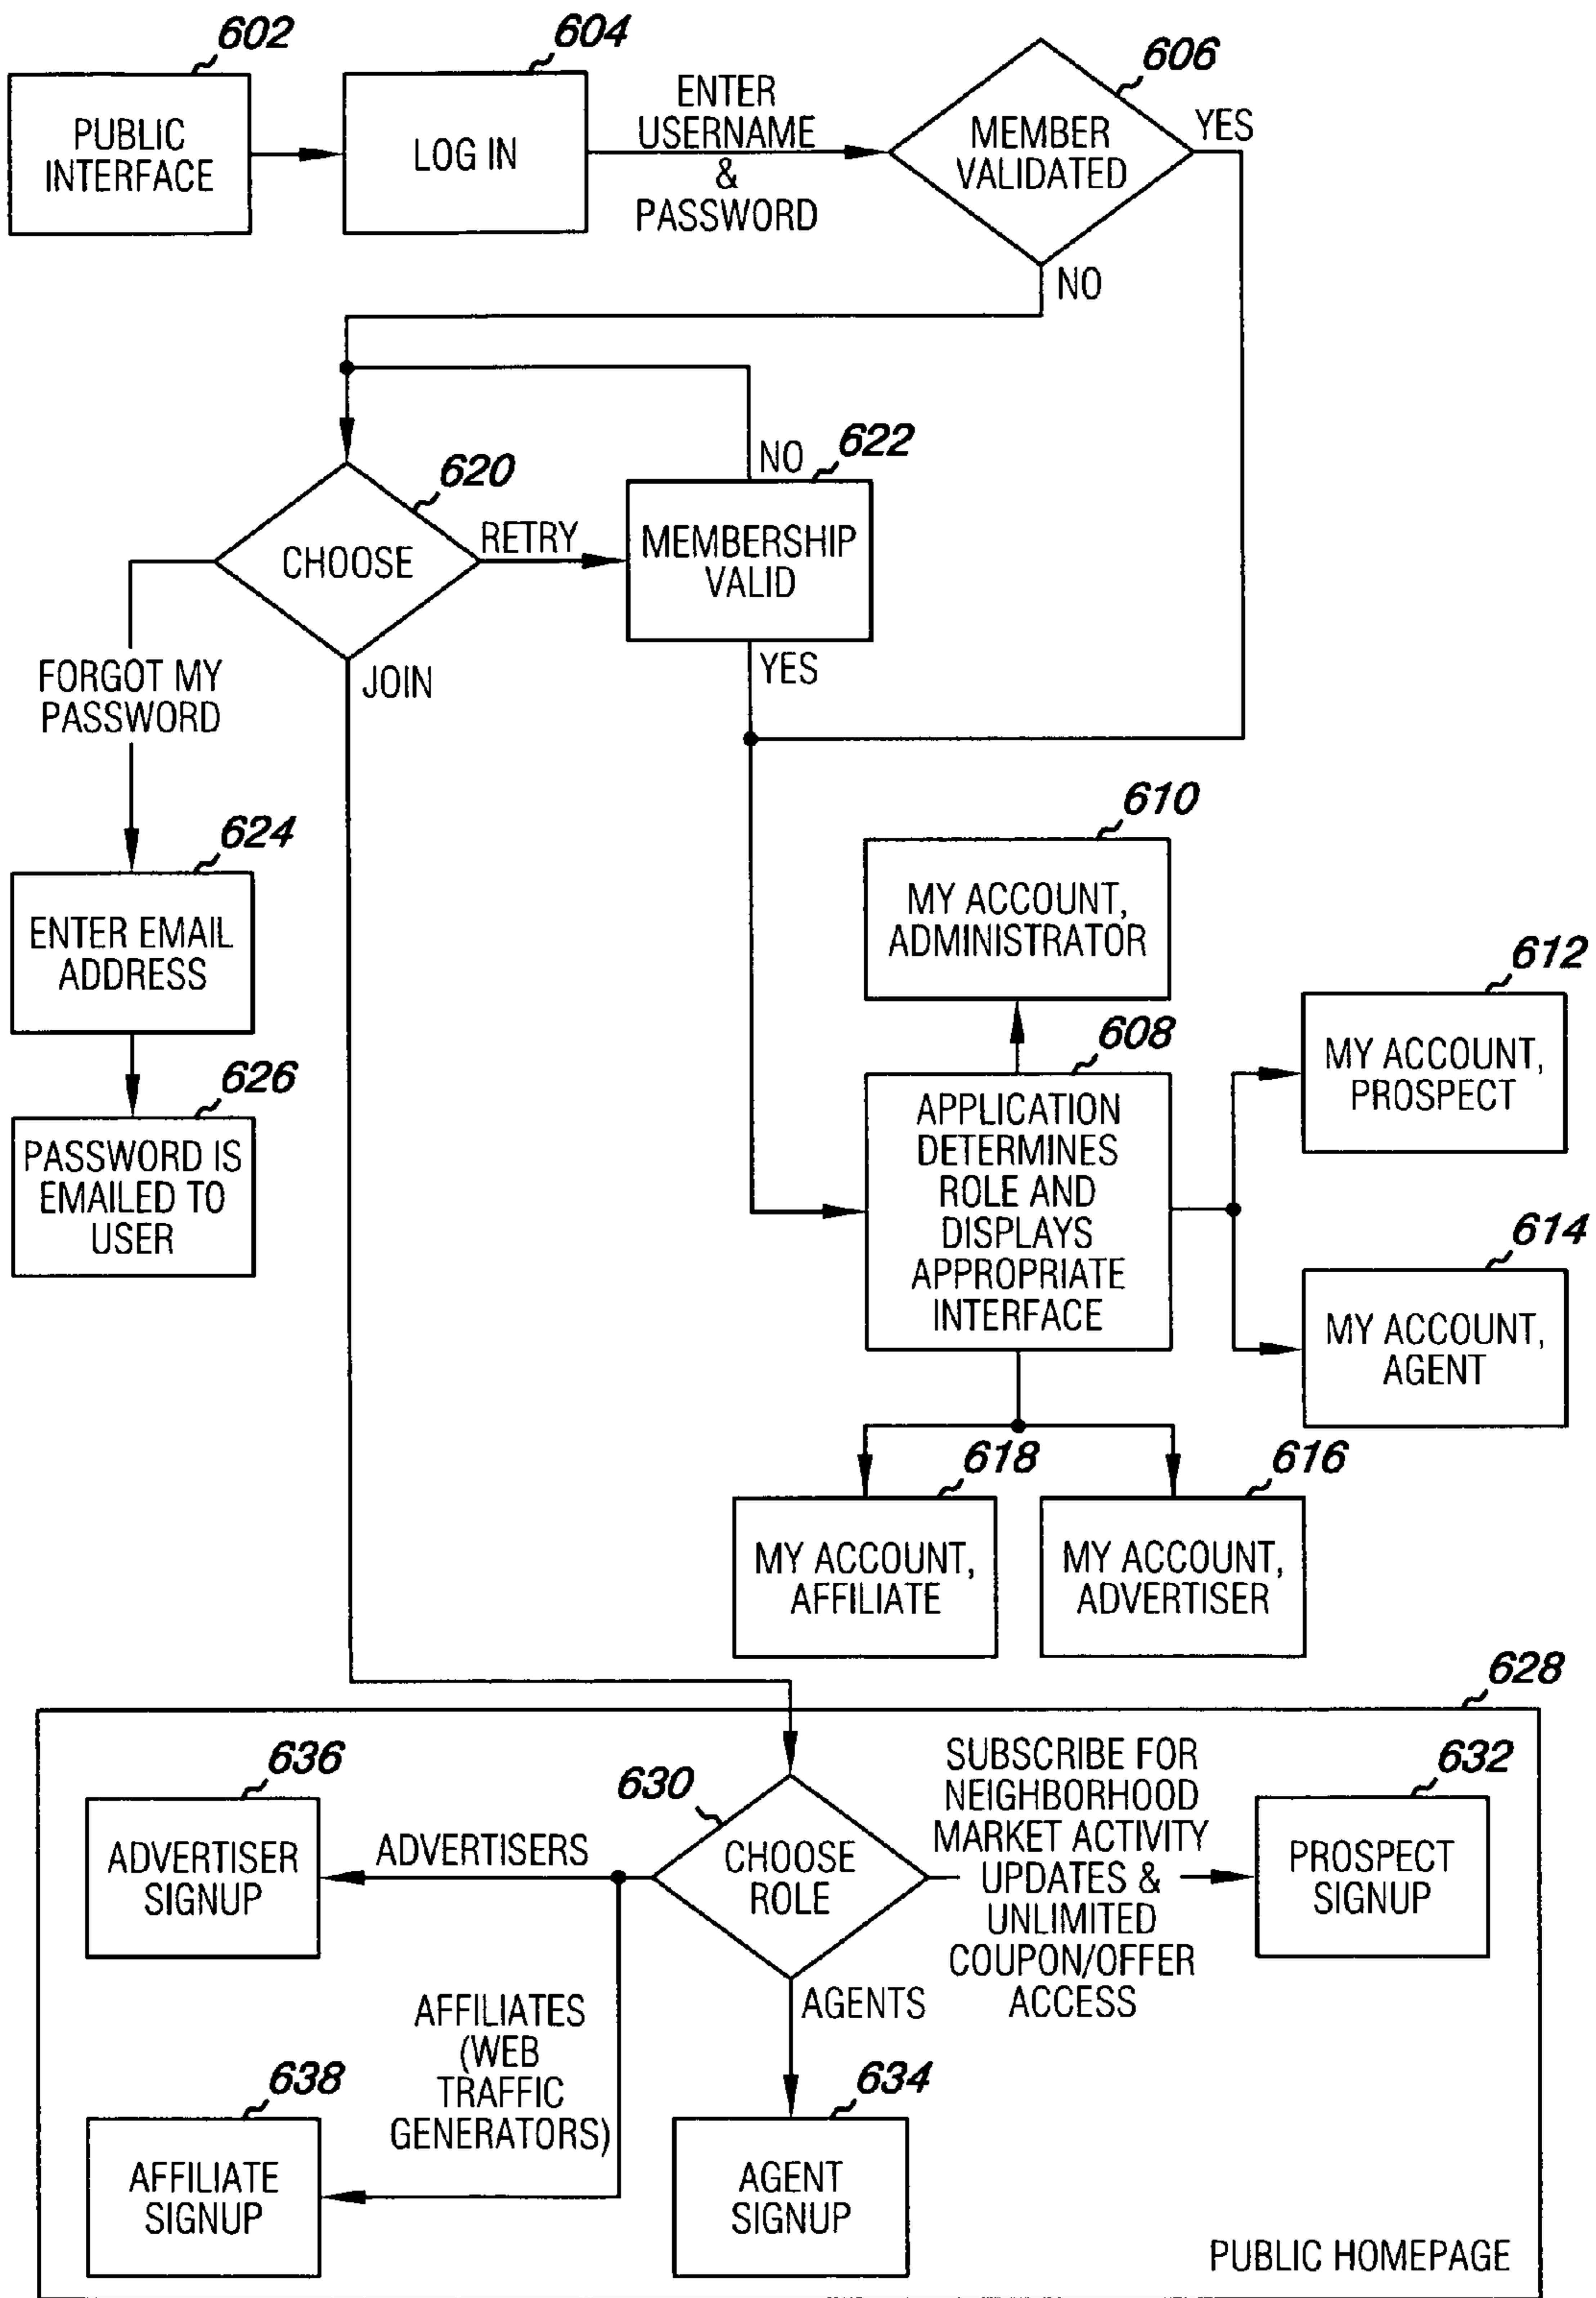 602
604
606
PUBLIC
INTERFACE
LOG IN
ENTER
USERNAME
&
PASSWORD
MEMBER
VALIDATED
YES
NO
620
NO
622
CHOOSE
RETRY
MEMBERSHIP
VALID
FORGOT MY
PASSWORD
JOIN
YES
624
610
ENTER EMAIL
ADDRESS
MY ACCOUNT,
ADMINISTRATOR
612
626
608
MY ACCOUNT,
PROSPECT
PASSWORD IS
EMAILED TO
USER
APPLICATION
DETERMINES
ROLE AND
DISPLAYS
APPROPRIATE
INTERFACE
614
MY ACCOUNT,
AGENT
618
616
MY ACCOUNT,
AFFILIATE
MY ACCOUNT,
ADVERTISER
628
636
630
SUBSCRIBE FOR
NEIGHBORHOOD
MARKET ACTIVITY
UPDATES &
UNLIMITED
COUPON/OFFER
ACCESS
632
ADVERTISER
SIGNUP
ADVERTISERS
CHOOSE
ROLE
PROSPECT
SIGNUP
AFFILIATES
(WEB
TRAFFIC
GENERATORS)
AGENTS
638
634
AFFILIATE
SIGNUP
AGENT
SIGNUP
PUBLIC HOMEPAGE